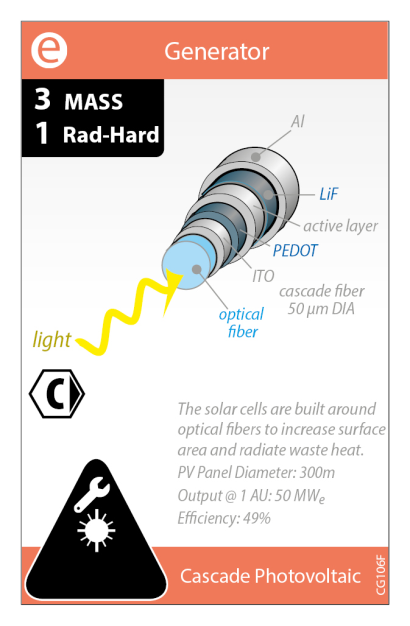 e Generator
3 MASS
1 Rad-Hard
Al
LiF
active layer
PEDOT
ITO
cascade fiber
50 µm DIA
optical
fiber
light
C
The solar cells are built around
optical fibers to increase surface
area and radiate waste heat.
PV Panel Diameter: 300m
Output @ 1 AU: 50 MWe
Efficiency: 49%
Cascade Photovoltaic
CG106F